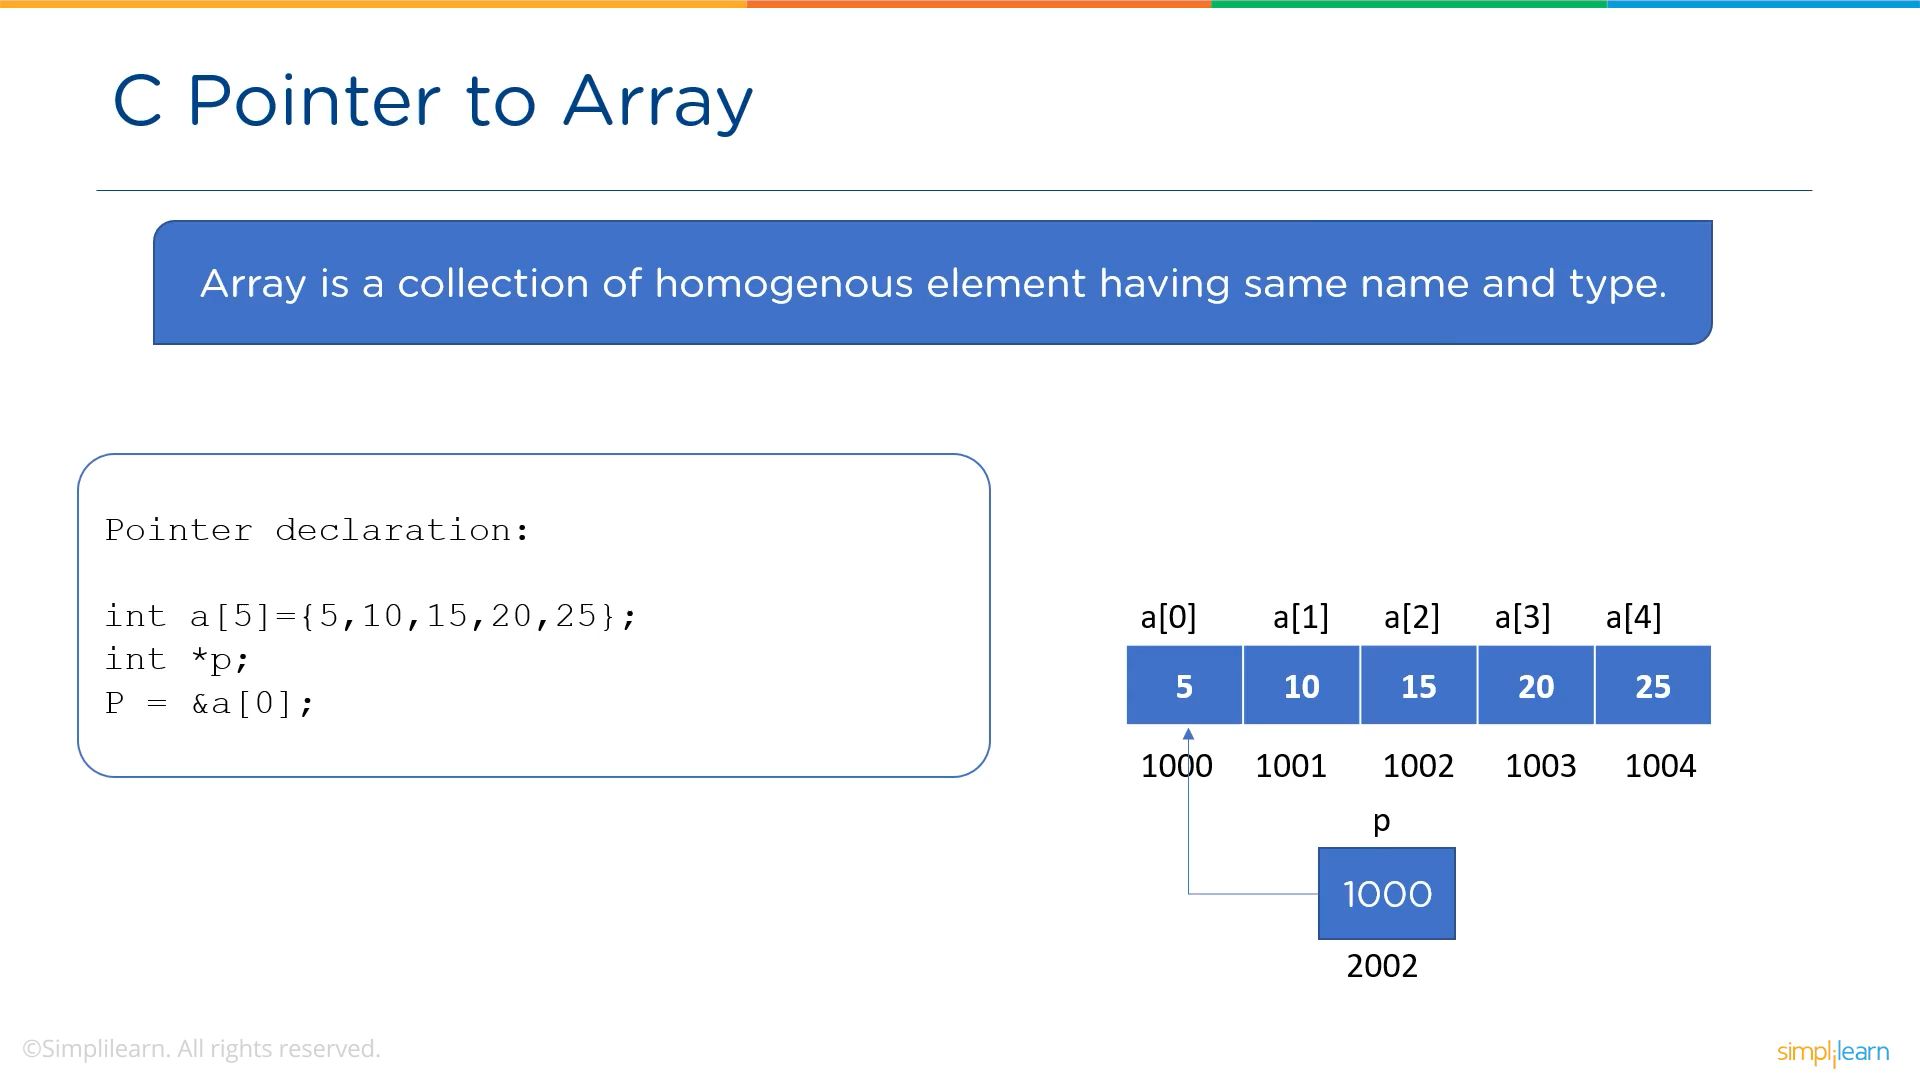 C Pointer to Array
Array is a collection of homogenous element having same name and type.
Pointer declaration:
int a[5]={5,10,15,20,25};
int *p;
P = &a[0];
a[0] a[1] a[2] a[3] a[4]
5 10 15 20 25
1000 1001 1002 1003 1004
p
1000
2002
©Simplilearn. All rights reserved.
simplilearn